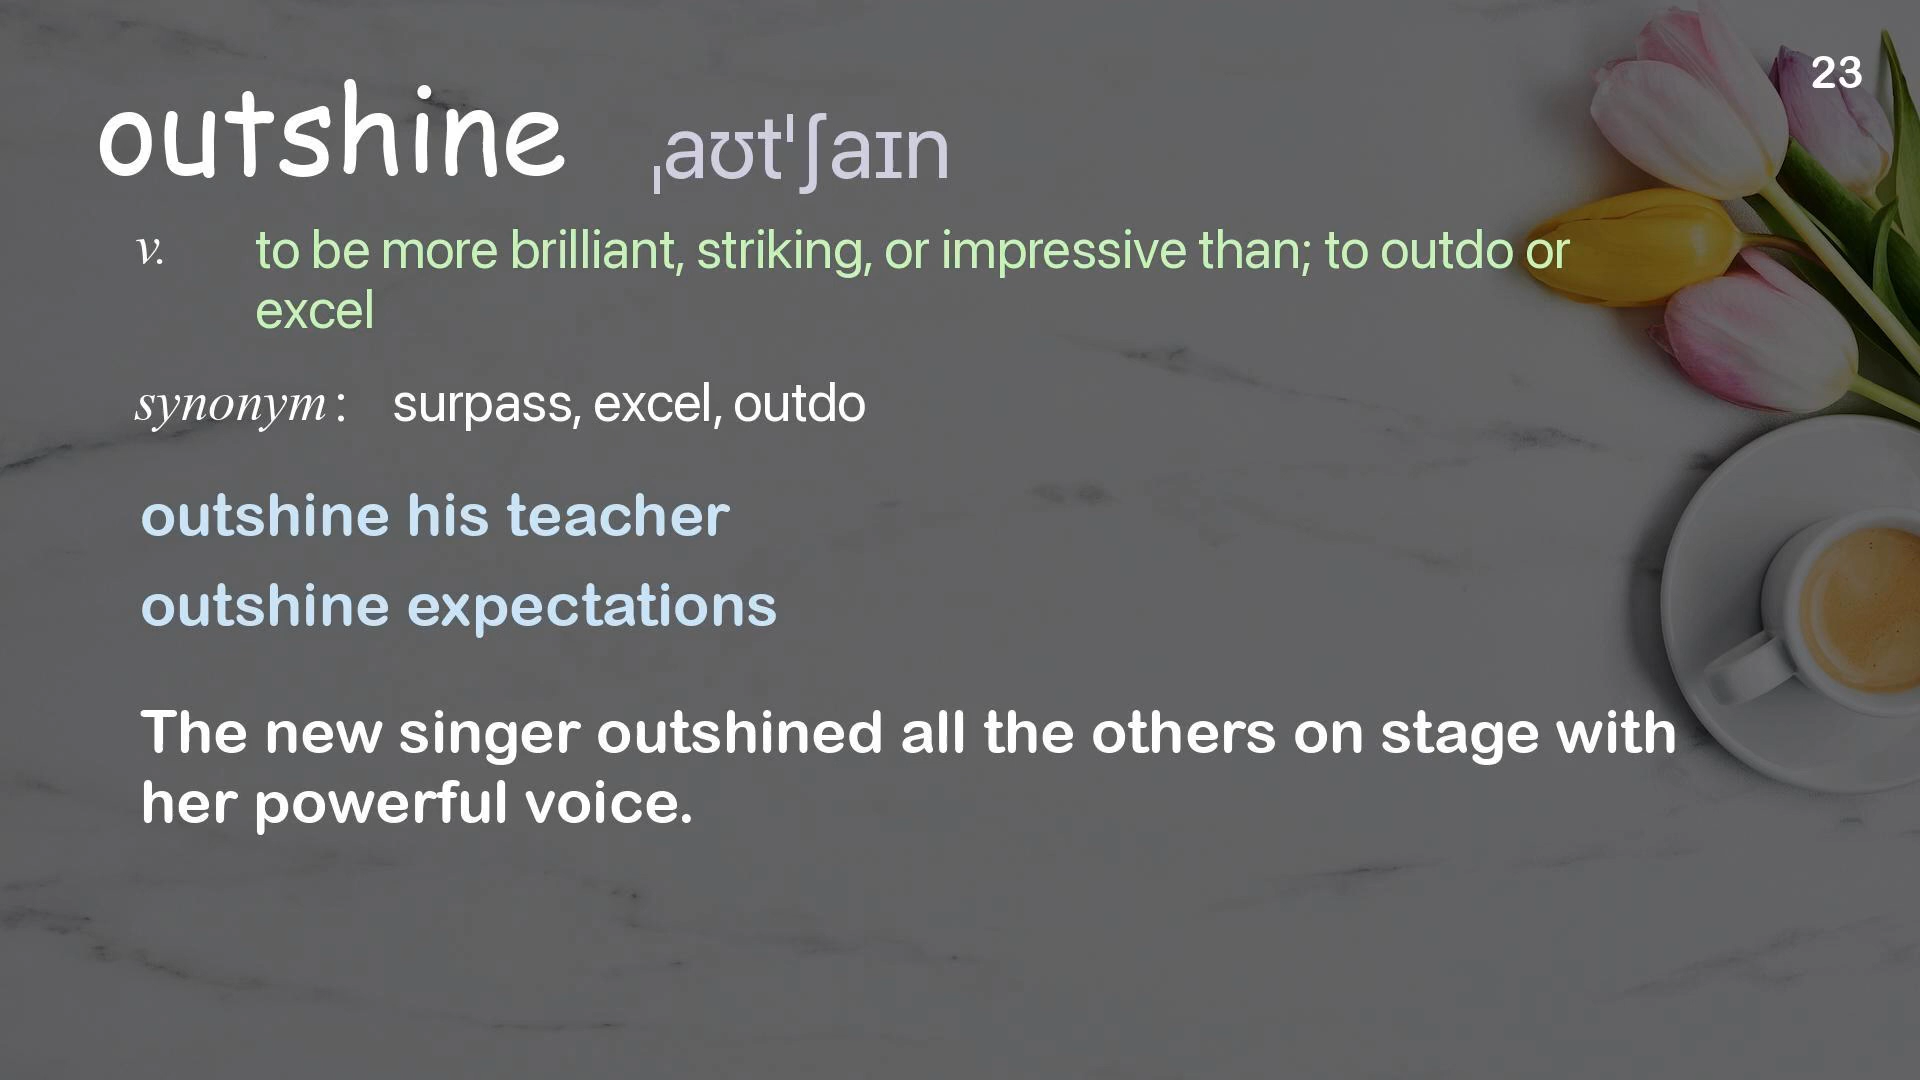 23
outshine ˌaʊtˈʃaɪn
v. to be more brilliant, striking, or impressive than; to outdo or
excel
synonym: surpass, excel, outdo
outshine his teacher
outshine expectations
The new singer outshined all the others on stage with
her powerful voice.